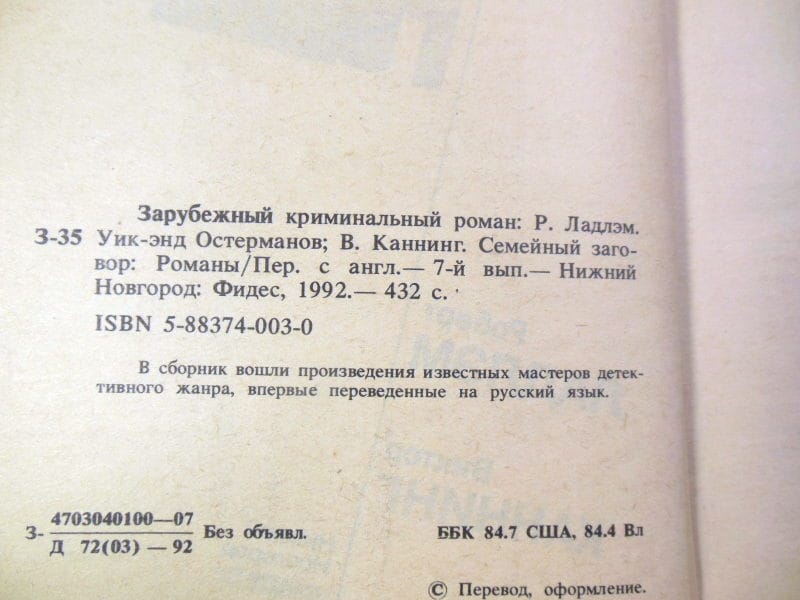 Зарубежный криминальный роман: Р. Ладлэм.
З-35 Уик-энд Остерманов; В. Каннинг. Семейный заго-
вор: Романы/Пер. с англ.— 7-й вып.— Нижний
Новгород: Фидес, 1992.— 432 с.
ISBN 5-88374-003-0
В сборник вошли произведения известных мастеров детек-
тивного жанра, впервые переведенные на русский язык.
4703040100—07
З- Без объявл. ББК 84.7 США, 84.4 Вл
Д 72(03) — 92
© Перевод, оформление.